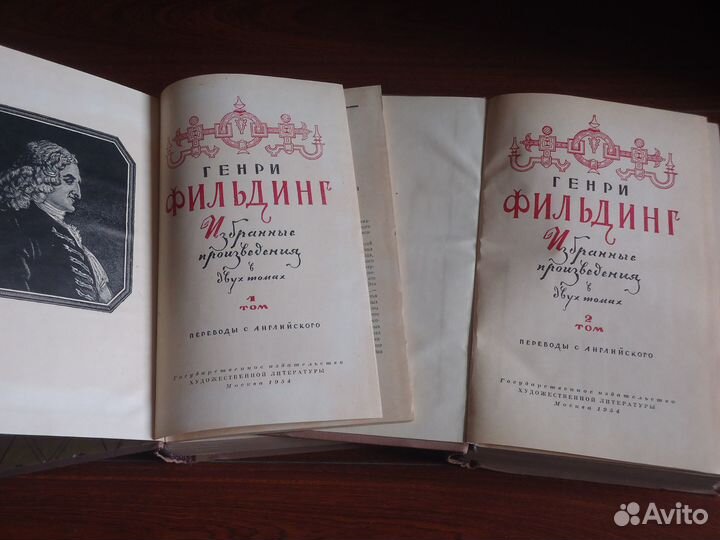 ГЕНРИ
ФИЛЬДИНГ
Избранные
произведения
в
двух томах
1
ТОМ
ПЕРЕВОДЫ С АНГЛИЙСКОГО
Государственное издательство
ХУДОЖЕСТВЕННОЙ ЛИТЕРАТУРЫ
Москва 1954
ГЕНРИ
ФИЛЬДИНГ
Избранные
произведения
в
двух томах
2
ТОМ
ПЕРЕВОДЫ С АНГЛИЙСКОГО
Государственное издательство
ХУДОЖЕСТВЕННОЙ ЛИТЕРАТУРЫ
Москва 1954
Avito